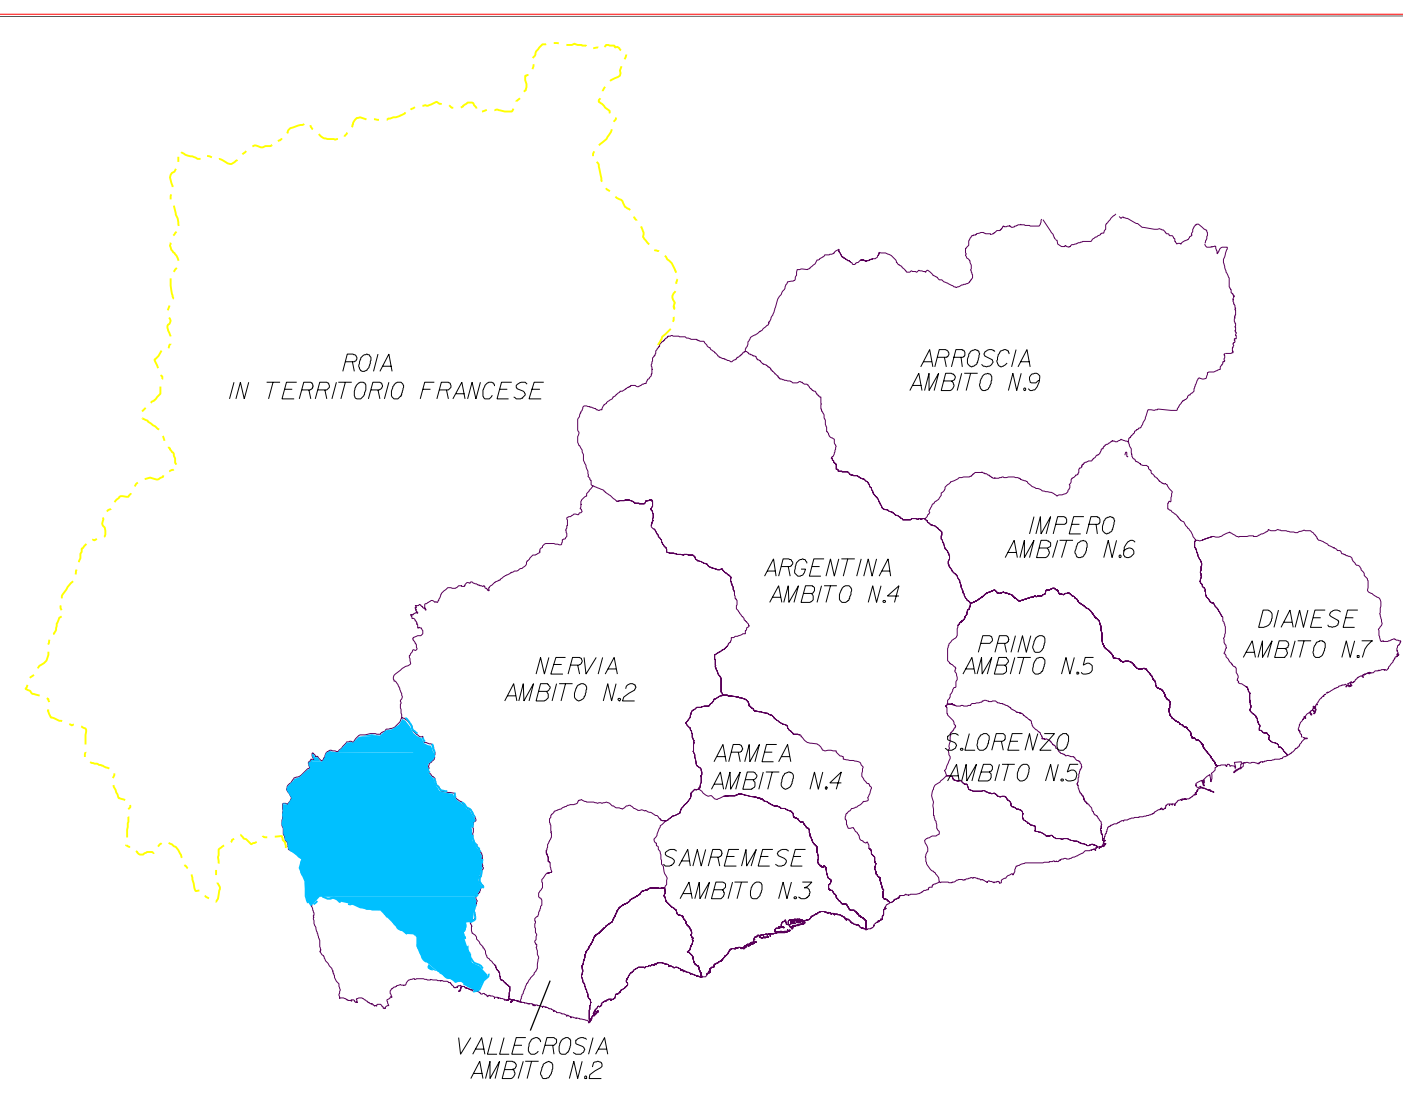 ROIA
IN TERRITORIO FRANCESE
ARROSCIA
AMBITO N.9
IMPERO
AMBITO N.6
ARGENTINA
AMBITO N.4
DIANESE
AMBITO N.7
PRINO
AMBITO N.5
NERVIA
AMBITO N.2
S.LORENZO
AMBITO N.5
ARMEA
AMBITO N.4
SANREMESE
AMBITO N.3
VALLECROSIA
AMBITO N.2